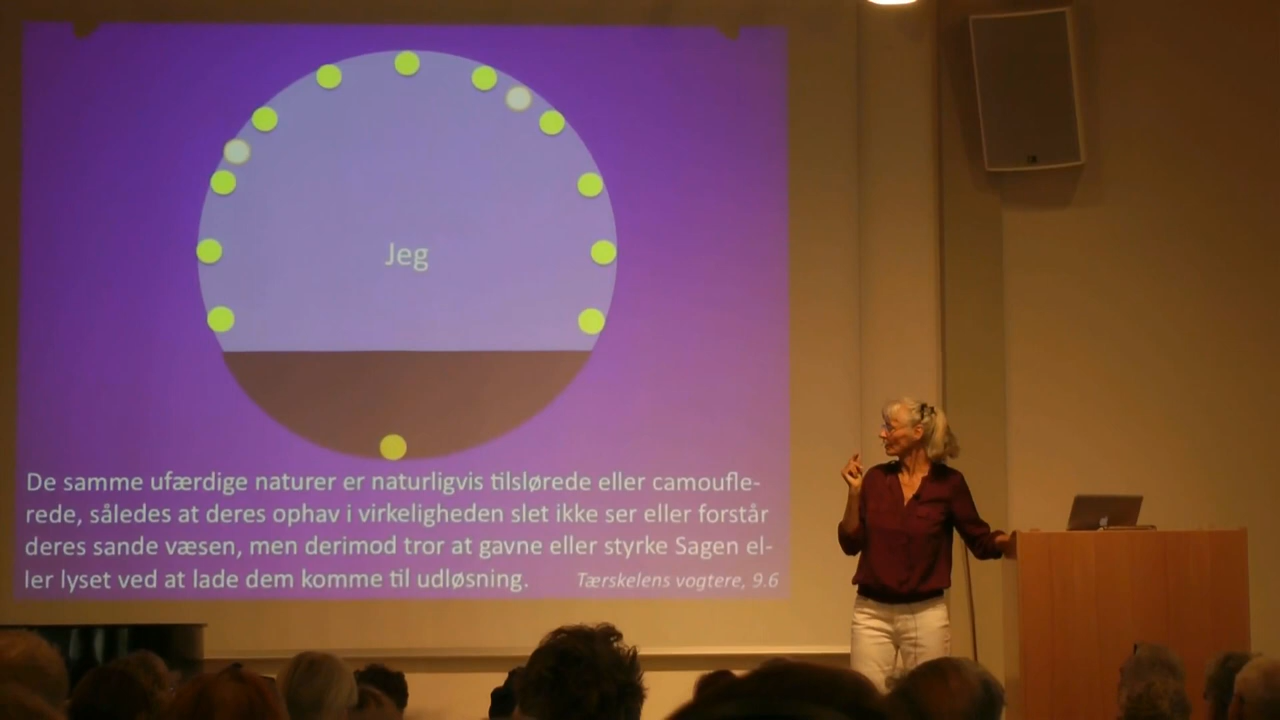 Jeg
De samme ufærdige naturer er naturligvis tilslørede eller camoufle-
rede, således at deres ophav i virkeligheden slet ikke ser eller forstår
deres sande væsen, men derimod tror at gavne eller styrke Sagen el-
ler lyset ved at lade dem komme til udløsning. Tærskelens vogtere, 9.6